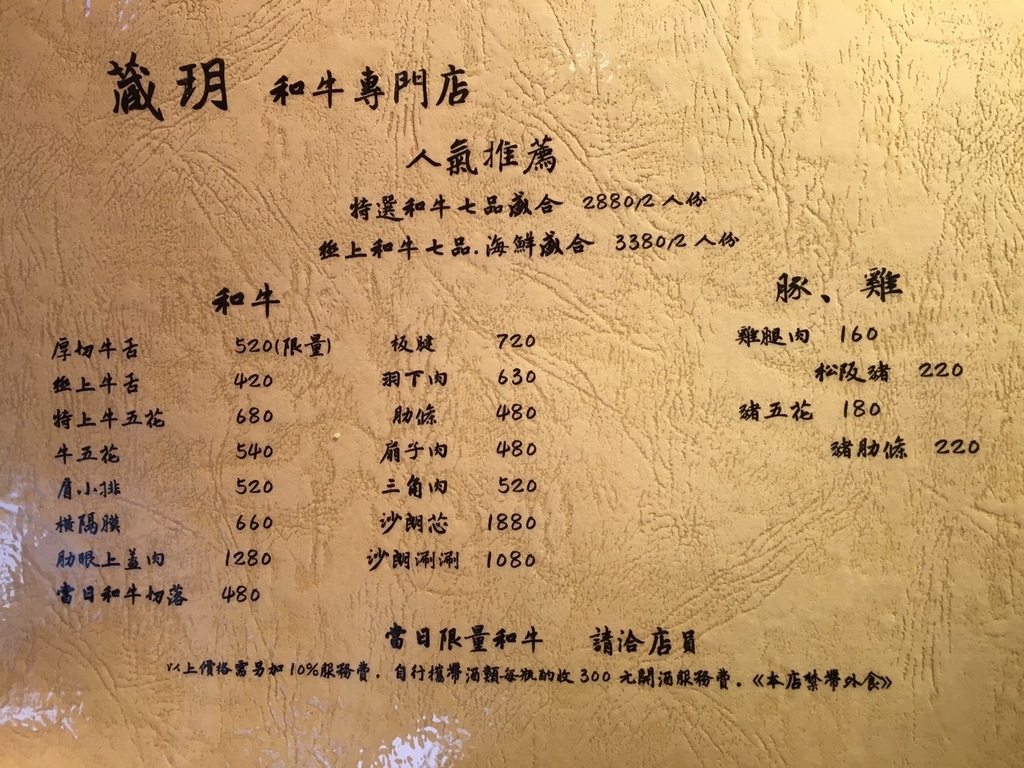 藏玥 和牛專門店
人氣推薦
特選和牛七品盛合 2880/2人份
極上和牛七品.海鮮盛合 3380/2人份
和牛
厚切牛舌 520(限量)
極上牛舌 420
特上牛五花 680
牛五花 540
肩小排 520
橫隔膜 660
肋眼上蓋肉 1280
當日和牛切落 480
板腱 720
羽下肉 630
肋條 480
扇子肉 480
三角肉 520
沙朗芯 1880
沙朗涮涮 1080
豚、雞
雞腿肉 160
松阪豬 220
豬五花 180
豬肋條 220
當日限量和牛 請洽店員
以上價格需另加10%服務費.自行攜帶酒類每瓶酌收300元開酒服務費.《本店禁帶外食》